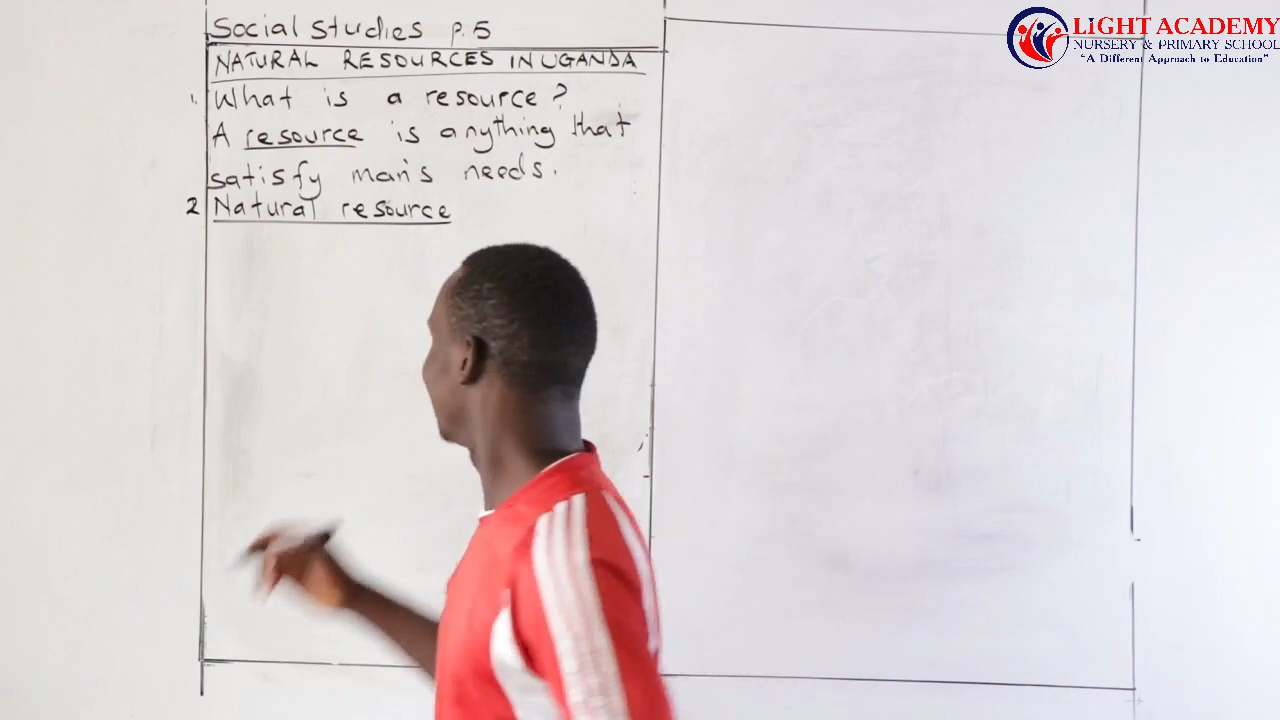 Social Studies p.5
NATURAL RESOURCES IN UGANDA
1. What is a resource?
A resource is anything that
satisfy man's needs.
2 Natural resource
LIGHT ACADEMY
NURSERY & PRIMARY SCHOOL
"A Different Approach to Education"